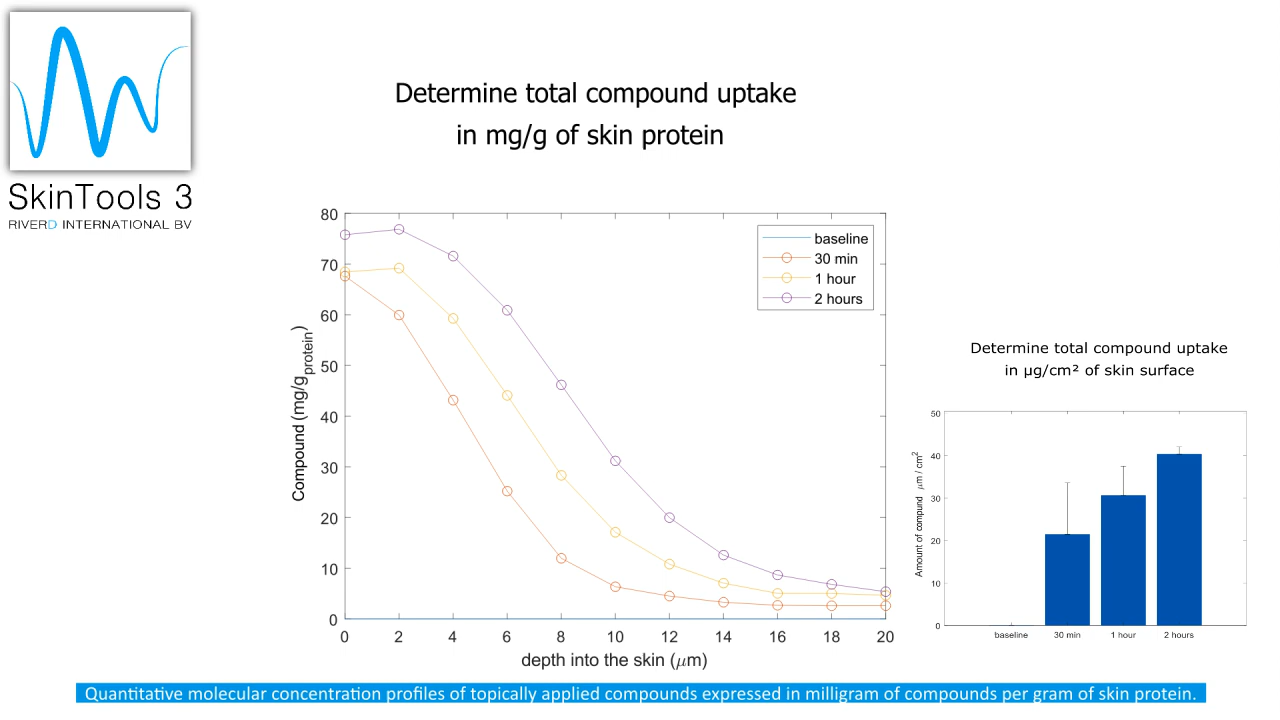 SkinTools 3
RIVERD INTERNATIONAL BV
Determine total compound uptake
in mg/g of skin protein
Compound (mg/g protein)
80
70
60
50
40
30
20
10
0
0 2 4 6 8 10 12 14 16 18 20
depth into the skin (μm)
baseline
30 min
1 hour
2 hours
Determine total compound uptake
in µg/cm² of skin surface
Amount of compund μm / cm²
50
40
30
20
10
0
baseline 30 min 1 hour 2 hours
Quantitative molecular concentration profiles of topically applied compounds expressed in milligram of compounds per gram of skin protein.